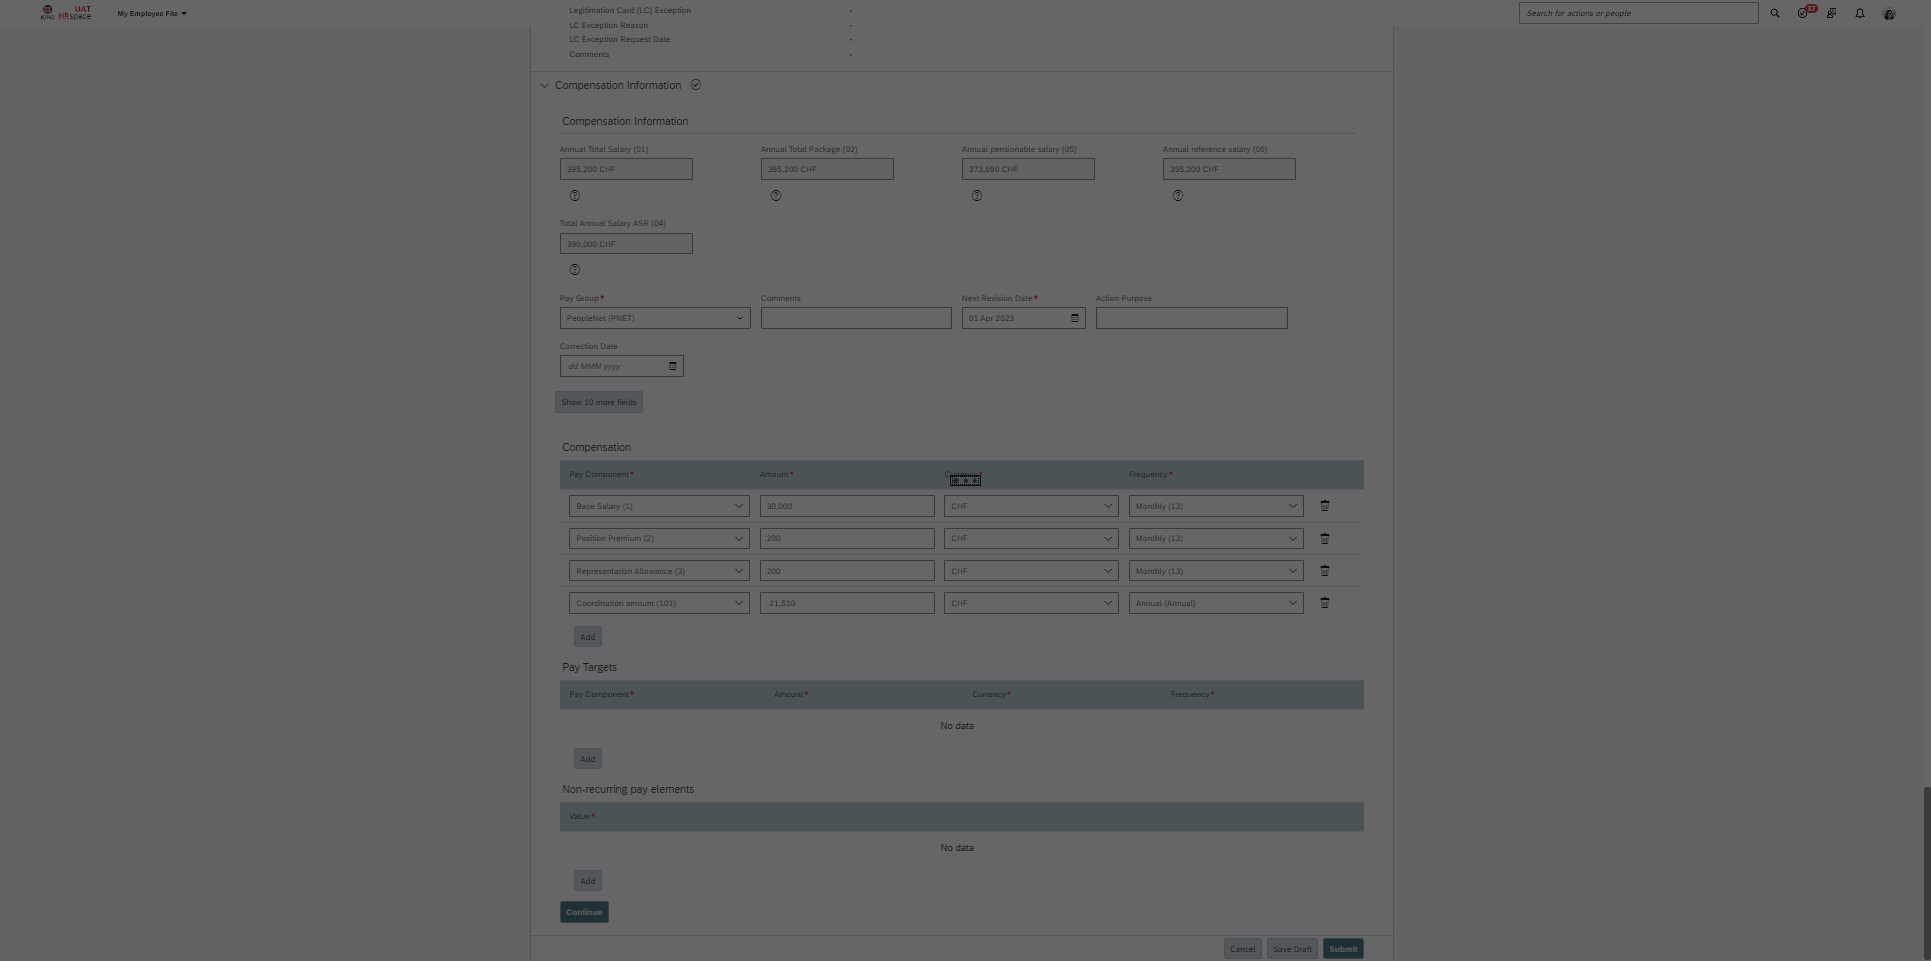 UAT
ICRC HRspace
My Employee File
Search for actions or people
37
Legitimation Card (LC) Exception -
LC Exception Reason -
LC Exception Request Date -
Comments -
Compensation Information
Compensation Information
Annual Total Salary (01) Annual Total Package (02) Annual pensionable salary (05) Annual reference salary (06)
395,200 CHF 395,200 CHF 373,690 CHF 395,200 CHF
Total Annual Salary ASR (04)
390,000 CHF
Pay Group* Comments Next Revision Date* Action Purpose
PeopleNet (PNET) 01 Apr 2023
Correction Date
dd MMM yyyy
Show 10 more fields
Compensation
Pay Component* Amount* Currency* Frequency*
Base Salary (1) 30,000 CHF Monthly (13)
Position Premium (2) 200 CHF Monthly (13)
Representation Allowance (3) 200 CHF Monthly (13)
Coordination amount (101) -21,510 CHF Annual (Annual)
Add
Pay Targets
Pay Component* Amount* Currency* Frequency*
No data
Add
Non-recurring pay elements
Value*
No data
Add
Continue
Cancel Save Draft Submit